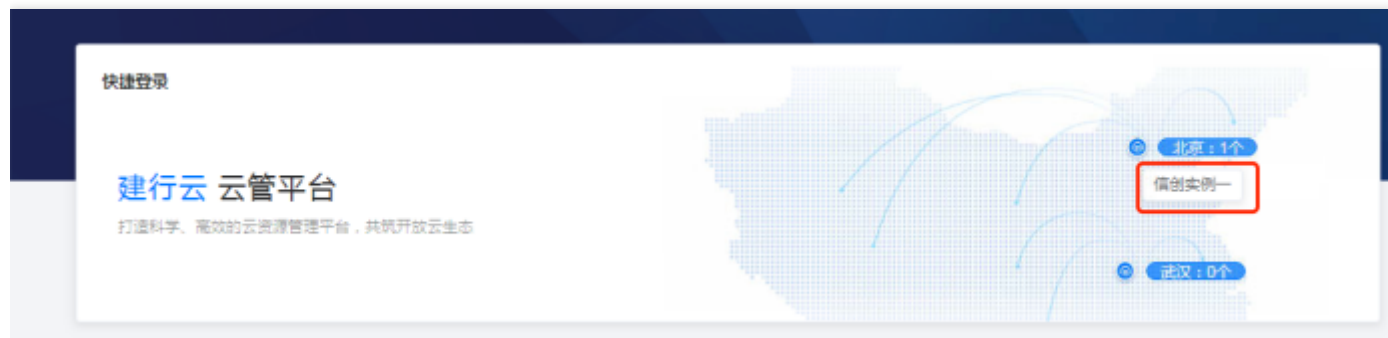 快捷登录
北京：1个
信创实例一
建行云 云管平台
打造科学、高效的云资源管理平台，共筑开放云生态
武汉：0个